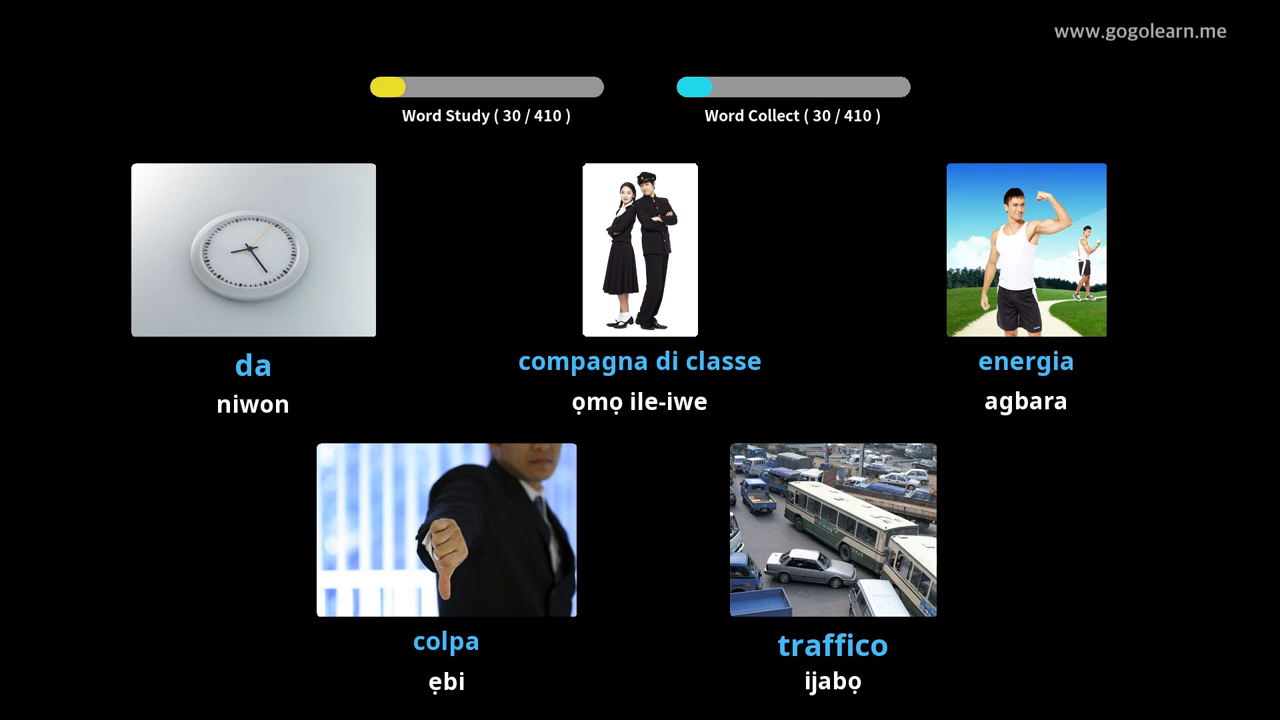 www.gogolearn.me
Word Study ( 30 / 410 )
Word Collect ( 30 / 410 )
da
niwon
compagna di classe
ọmọ ile-iwe
energia
agbara
colpa
ẹbi
traffico
ijabọ